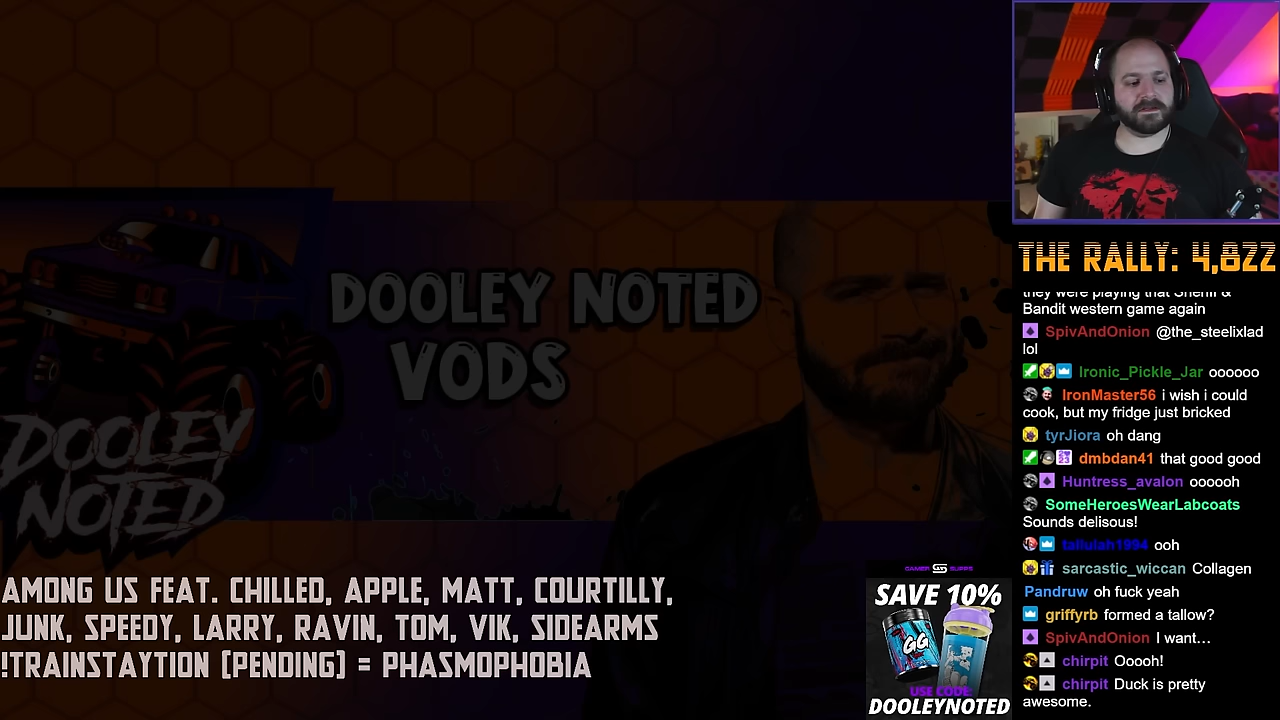 DOOLEY NOTED
VODS
DOOLEY
NOTED
AMONG US FEAT. CHILLED, APPLE, MATT, COURTILLY,
JUNK, SPEEDY, LARRY, RAVIN, TOM, VIK, SIDEARMS
!TRAINSTAYTION (PENDING) = PHASMOPHOBIA
GAMER GS SUPPS
SAVE 10%
GG
USE CODE:
DOOLEYNOTED
THE RALLY: 4,822
they were playing that Sheriff &
Bandit western game again
SpivAndOnion @the_steelixlad
lol
Ironic_Pickle_Jar oooooo
IronMaster56 i wish i could
cook, but my fridge just bricked
tyrJiora oh dang
dmbdan41 that good good
Huntress_avalon oooooh
SomeHeroesWearLabcoats
Sounds delisous!
tallulah1994 ooh
sarcastic_wiccan Collagen
Pandruw oh fuck yeah
griffyrb formed a tallow?
SpivAndOnion I want…
chirpit Ooooh!
chirpit Duck is pretty
awesome.